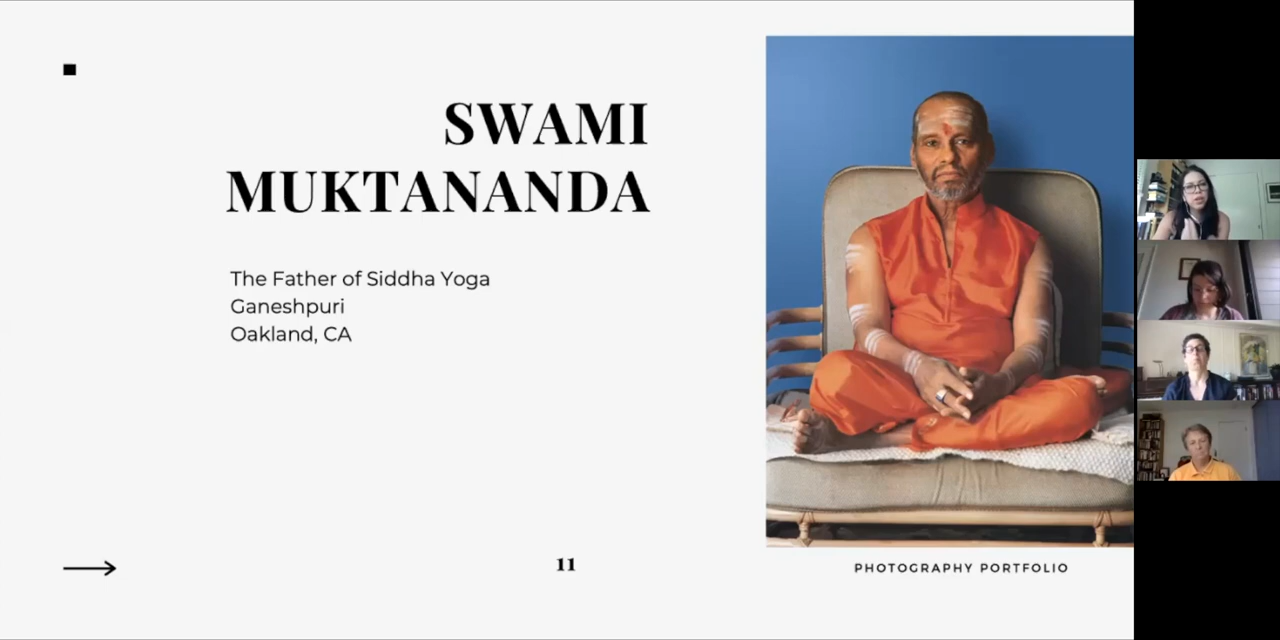 SWAMI
MUKTANANDA
The Father of Siddha Yoga
Ganeshpuri
Oakland, CA
11
PHOTOGRAPHY PORTFOLIO